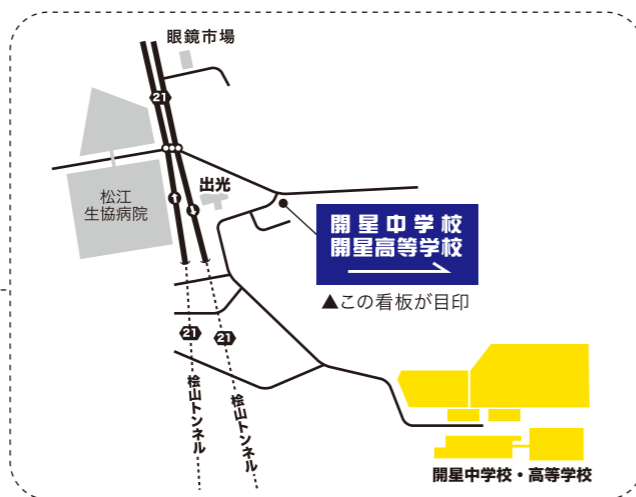 眼鏡市場
21
出光
松江
生協病院
開星中学校
開星高等学校
▲この看板が目印
21
21
桧山トンネル
桧山トンネル
開星中学校・高等学校